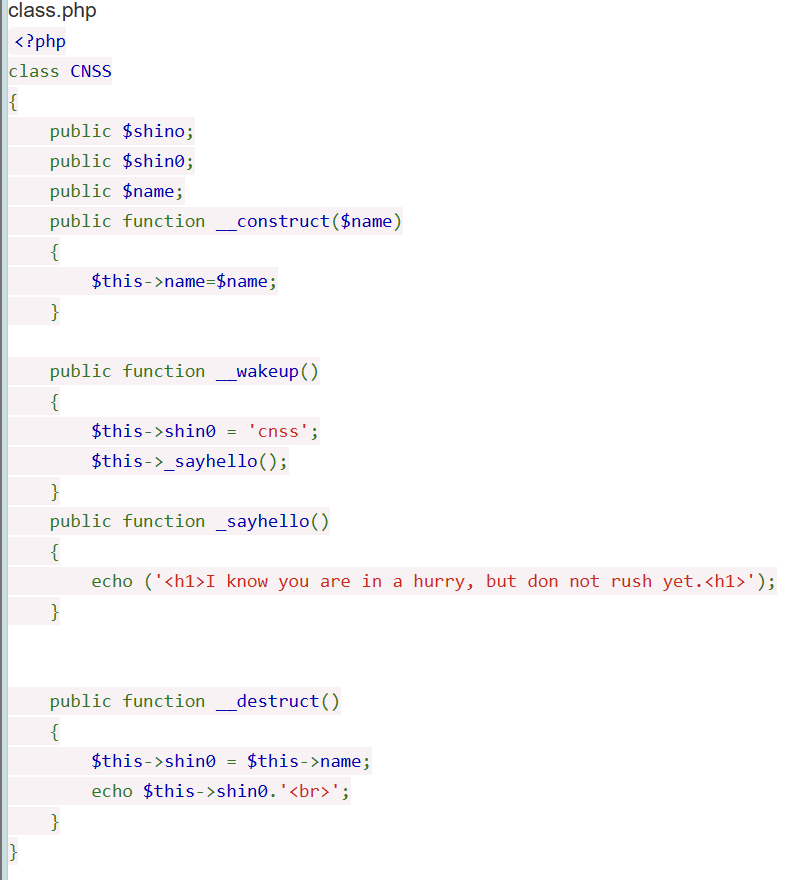 class.php
<?php
class CNSS
{
    public $shino;
    public $shin0;
    public $name;
    public function __construct($name)
    {
        $this->name=$name;
    }

    public function __wakeup()
    {
        $this->shin0 = 'cnss';
        $this->_sayhello();
    }
    public function _sayhello()
    {
        echo ('<h1>I know you are in a hurry, but don not rush yet.<h1>');
    }

    public function __destruct()
    {
        $this->shin0 = $this->name;
        echo $this->shin0.'<br>';
    }
}